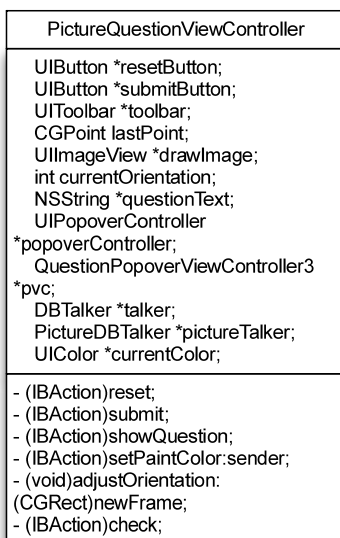 PictureQuestionViewController
UIButton *resetButton;
UIButton *submitButton;
UIToolbar *toolbar;
CGPoint lastPoint;
UIImageView *drawImage;
int currentOrientation;
NSString *questionText;
UIPopoverController
*popoverController;
QuestionPopoverViewController3
*pvc;
DBTalker *talker;
PictureDBTalker *pictureTalker;
UIColor *currentColor;
- (IBAction)reset;
- (IBAction)submit;
- (IBAction)showQuestion;
- (IBAction)setPaintColor:sender;
- (void)adjustOrientation:
(CGRect)newFrame;
- (IBAction)check;